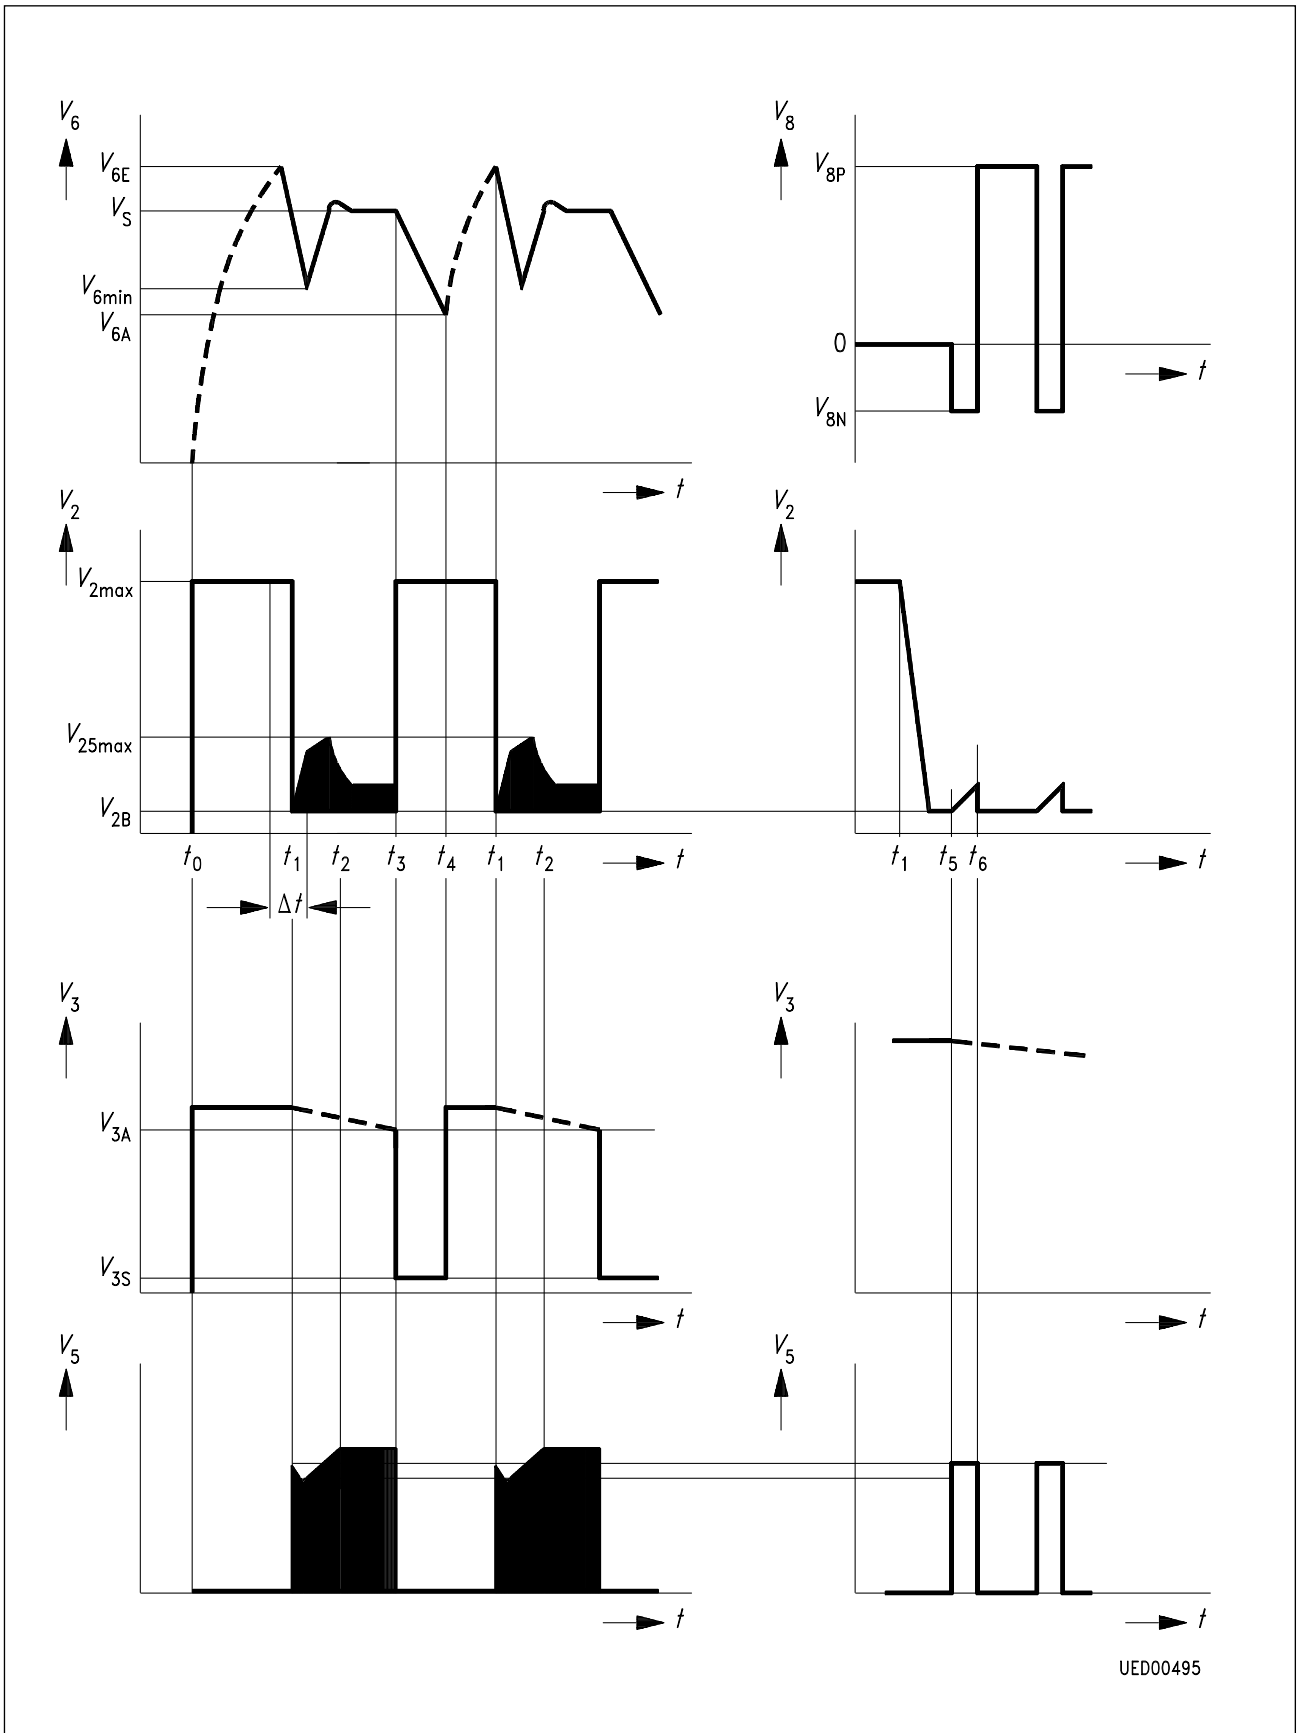 V6
V8
V6E
VS
V6min
V6A
t
V8P
0
V8N
t
V2
V2
V2max
V25max
V2B
t0 t1 t2 t3 t4 t1 t2 t
t1 t5 t6 t
Δt
V3
V3
V3A
V3S
t
t
V5
V5
t
t
UED00495